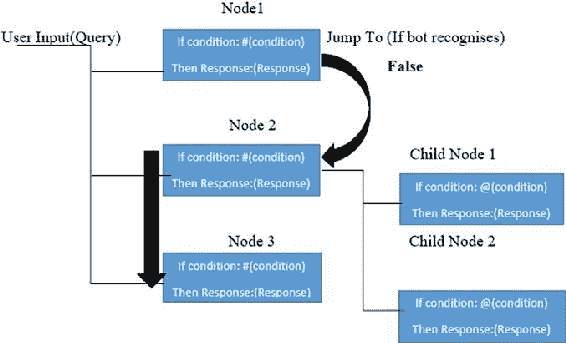 Node1
User Input(Query)
If condition: #(condition)
Then Response:(Response)
Jump To (If bot recognises)
False
Node 2
If condition: #(condition)
Then Response:(Response)
Child Node 1
If condition: @(condition)
Then Response:(Response)
Node 3
If condition: #(condition)
Then Response:(Response)
Child Node 2
If condition: @(condition)
Then Response:(Response)